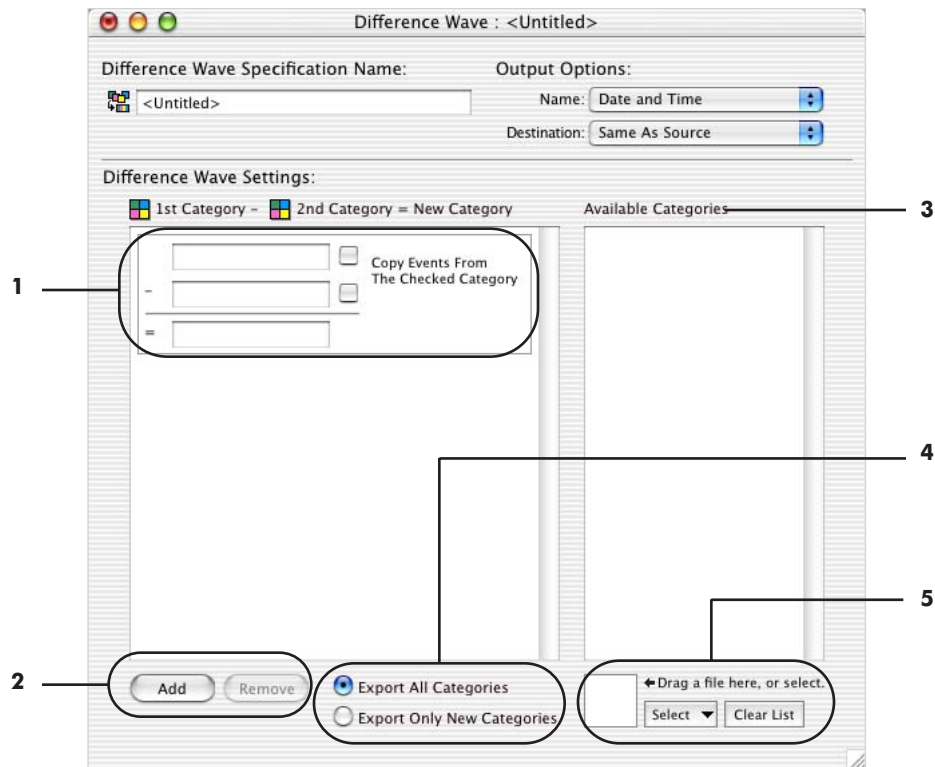 Difference Wave : <Untitled>
Difference Wave Specification Name:
Output Options:
<Untitled>
Name: Date and Time
Destination: Same As Source
Difference Wave Settings:
1st Category - 2nd Category = New Category
Available Categories
3
Copy Events From
The Checked Category
1
-
=
4
5
2
Add
Remove
Export All Categories
Export Only New Categories
Drag a file here, or select.
Select
Clear List